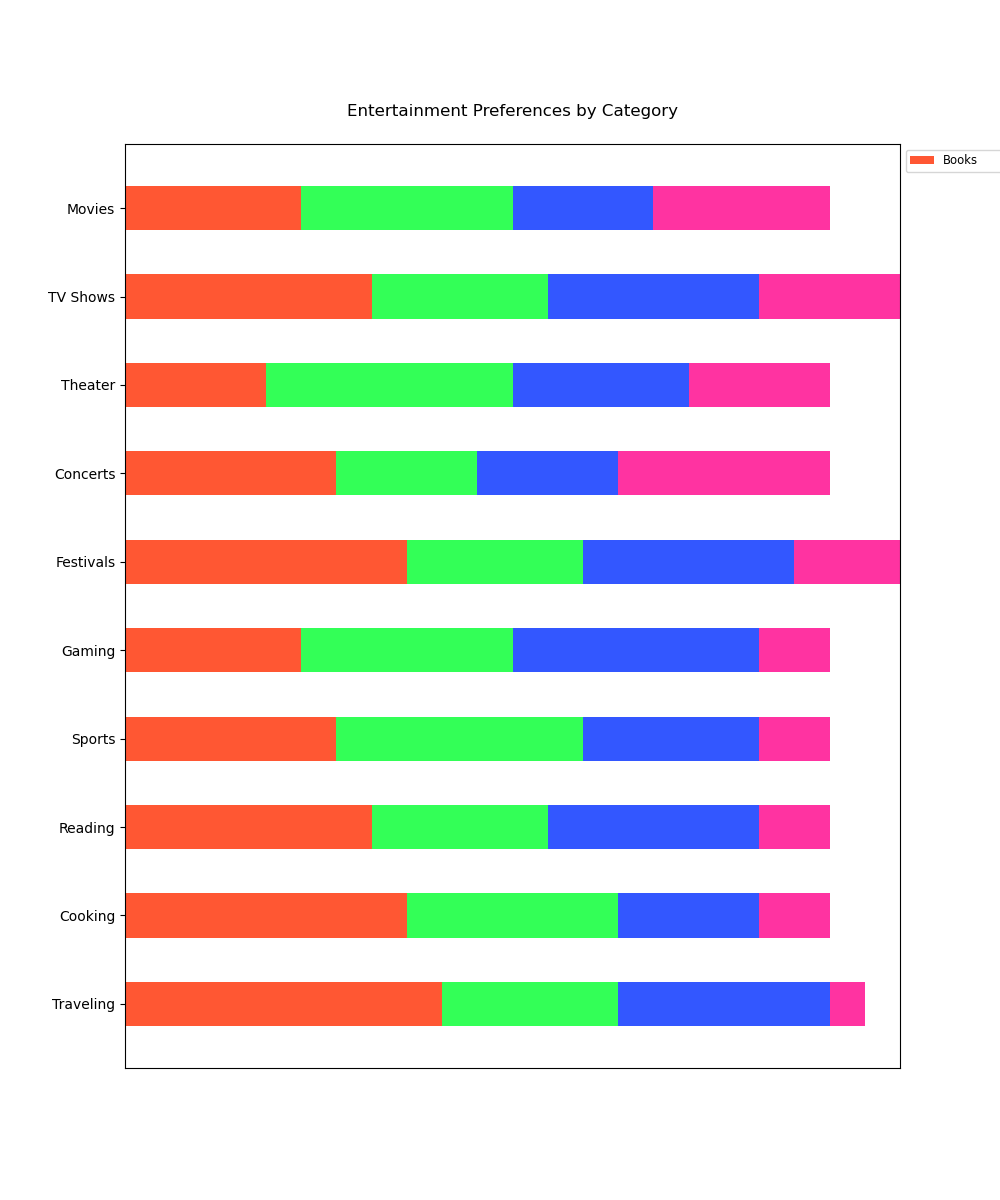 Entertainment Preferences by Category
Books
Movies
TV Shows
Theater
Concerts
Festivals
Gaming
Sports
Reading
Cooking
Traveling